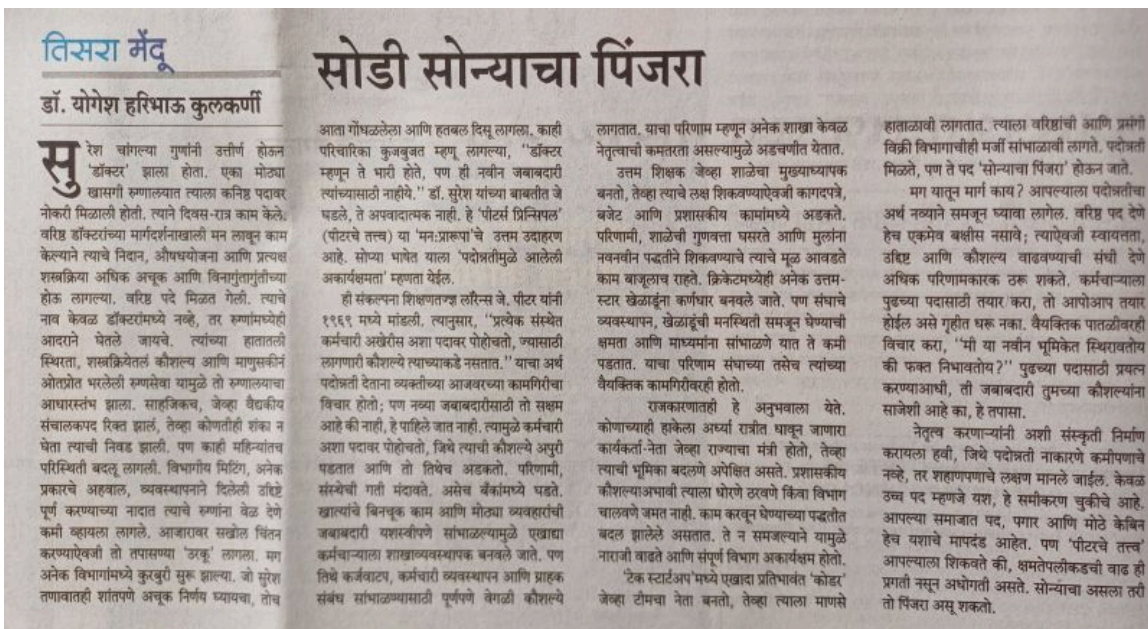 तिसरा मेंदू
डॉ. योगेश हरिभाऊ कुलकर्णी
सोडी सोन्याचा पिंजरा
सुरेश चांगल्या गुणांनी उत्तीर्ण होऊन
'डॉक्टर' झाला होता. एका मोठ्या
खासगी रुग्णालयात त्याला कनिष्ठ पदावर
नोकरी मिळाली होती. त्याने दिवस-रात्र काम केले.
वरिष्ठ डॉक्टरांच्या मार्गदर्शनाखाली मन लावून काम
केल्याने त्याचे निदान, औषधयोजना आणि प्रत्यक्ष
शस्त्रक्रिया अधिक अचूक आणि विनागुंतागुंतीच्या
होऊ लागल्या. वरिष्ठ पदे मिळत गेली. त्याचे
नाव केवळ डॉक्टरांमध्ये नव्हे, तर रुग्णांमध्येही
आदराने घेतले जायचे. त्यांच्या हातातली
स्थिरता, शस्त्रक्रियेतलं कौशल्य आणि माणुसकीनं
ओतप्रोत भरलेली रुग्णसेवा यामुळे तो रुग्णालयाचा
आधारस्तंभ झाला. साहजिकच, जेव्हा वैद्यकीय
संचालकपद रिक्त झालं, तेव्हा कोणतीही शंका न
घेता त्याची निवड झाली. पण काही महिन्यांतच
परिस्थिती बदलू लागली. विभागीय मिटिंग, अनेक
प्रकारचे अहवाल, व्यवस्थापनाने दिलेली उद्दिष्टे
पूर्ण करण्याच्या नादात त्याचे रुग्णांना वेळ देणे
कमी व्हायला लागले. आजारावर सखोल चिंतन
करण्याऐवजी तो तपासण्या 'उरकू' लागला. मग
अनेक विभागांमध्ये कुरबुरी सुरू झाल्या. जो सुरेश
तणावातही शांतपणे अचूक निर्णय घ्यायचा, तोच
आता गोंधळलेला आणि हतबल दिसू लागला. काही
परिचारिका कुजबुजत म्हणू लागल्या, "डॉक्टर
म्हणून ते भारी होते, पण ही नवीन जबाबदारी
त्यांच्यासाठी नाहीये." डॉ. सुरेश यांच्या बाबतीत जे
घडले, ते अपवादात्मक नाही. हे 'पीटर्स प्रिन्सिपल'
(पीटरचे तत्त्व) या 'मन:प्रारूपा'चे उत्तम उदाहरण
आहे. सोप्या भाषेत याला 'पदोन्नतीमुळे आलेली
अकार्यक्षमता' म्हणता येईल.
ही संकल्पना शिक्षणतज्ज्ञ लॉरेन्स जे. पीटर यांनी
१९६९ मध्ये मांडली. त्यानुसार, "प्रत्येक संस्थेत
कर्मचारी अखेरीस अशा पदावर पोहोचतो, ज्यासाठी
लागणारी कौशल्ये त्याच्याकडे नसतात." याचा अर्थ
पदोन्नती देताना व्यक्तीच्या आजवरच्या कामगिरीचा
विचार होतो; पण नव्या जबाबदारीसाठी तो सक्षम
आहे की नाही, हे पाहिले जात नाही. त्यामुळे कर्मचारी
अशा पदावर पोहोचतो, जिथे त्याची कौशल्ये अपुरी
पडतात आणि तो तिथेच अडकतो. परिणामी,
संस्थेची गती मंदावते. असेच बँकांमध्ये घडते.
खात्यांचे बिनचूक काम आणि मोठ्या व्यवहारांची
जबाबदारी यशस्वीपणे सांभाळल्यामुळे एखाद्या
कर्मचाऱ्याला शाखाव्यवस्थापक बनवले जाते. पण
तिथे कर्जवाटप, कर्मचारी व्यवस्थापन आणि ग्राहक
संबंध सांभाळण्यासाठी पूर्णपणे वेगळी कौशल्ये
लागतात. याचा परिणाम म्हणून अनेक शाखा केवळ
नेतृत्वाची कमतरता असल्यामुळे अडचणीत येतात.
उत्तम शिक्षक जेव्हा शाळेचा मुख्याध्यापक
बनतो, तेव्हा त्याचे लक्ष शिकवण्याऐवजी कागदपत्रे,
बजेट आणि प्रशासकीय कामांमध्ये अडकते.
परिणामी, शाळेची गुणवत्ता घसरते आणि मुलांना
नवनवीन पद्धतीने शिकवण्याचे त्याचे मूळ आवडते
काम बाजूलाच राहते. क्रिकेटमध्येही अनेक उत्तम-
स्टार खेळाडूंना कर्णधार बनवले जाते. पण संघाचे
व्यवस्थापन, खेळाडूंची मनस्थिती समजून घेण्याची
क्षमता आणि माध्यमांना सांभाळणे यात ते कमी
पडतात. याचा परिणाम संघाच्या तसेच त्यांच्या
वैयक्तिक कामगिरीवरही होतो.
राजकारणातही हे अनुभवाला येते.
कोणाच्याही हाकेला अर्ध्या रात्रीत धावून जाणारा
कार्यकर्ता-नेता जेव्हा राज्याचा मंत्री होतो, तेव्हा
त्याची भूमिका बदलणे अपेक्षित असते. प्रशासकीय
कौशल्याअभावी त्याला धोरणे ठरवणे किंवा विभाग
चालवणे जमत नाही. काम करवून घेण्याच्या पद्धतीत
बदल झालेले असतात. ते न समजल्याने यामुळे
नाराजी वाढते आणि संपूर्ण विभाग अकार्यक्षम होतो.
'टेक स्टार्टअप'मध्ये एखादा प्रतिभावंत 'कोडर'
जेव्हा टीमचा नेता बनतो, तेव्हा त्याला माणसे
हाताळावी लागतात. त्याला वरिष्ठांची आणि प्रसंगी
विक्री विभागाचीही मर्जी सांभाळावी लागते. पदोन्नती
मिळते, पण ते पद 'सोन्याचा पिंजरा' होऊन जाते.
मग यातून मार्ग काय? आपल्याला पदोन्नतीचा
अर्थ नव्याने समजून घ्यावा लागेल. वरिष्ठ पद देणे
हेच एकमेव बक्षीस नसावे; त्याऐवजी स्वायत्तता,
उद्दिष्ट आणि कौशल्य वाढवण्याची संधी देणे
अधिक परिणामकारक ठरू शकते. कर्मचाऱ्याला
पुढच्या पदासाठी तयार करा, तो आपोआप तयार
होईल असे गृहीत धरू नका. वैयक्तिक पातळीवरही
विचार करा, "मी या नवीन भूमिकेत स्थिरावतोय
की फक्त निभावतोय?" पुढच्या पदासाठी प्रयत्न
करण्याआधी, ती जबाबदारी तुमच्या कौशल्यांना
साजेशी आहे का, हे तपासा.
नेतृत्व करणाऱ्यांनी अशी संस्कृती निर्माण
करायला हवी, जिथे पदोन्नती नाकारणे कमीपणाचे
नव्हे, तर शहाणपणाचे लक्षण मानले जाईल. केवळ
उच्च पद म्हणजे यश, हे समीकरण चुकीचे आहे.
आपल्या समाजात पद, पगार आणि मोठे केबिन
हेच यशाचे मापदंड आहेत. पण 'पीटरचे तत्त्व'
आपल्याला शिकवते की, क्षमतेपलीकडची वाढ ही
प्रगती नसून अधोगती असते. सोन्याचा असला तरी
तो पिंजरा असू शकतो.